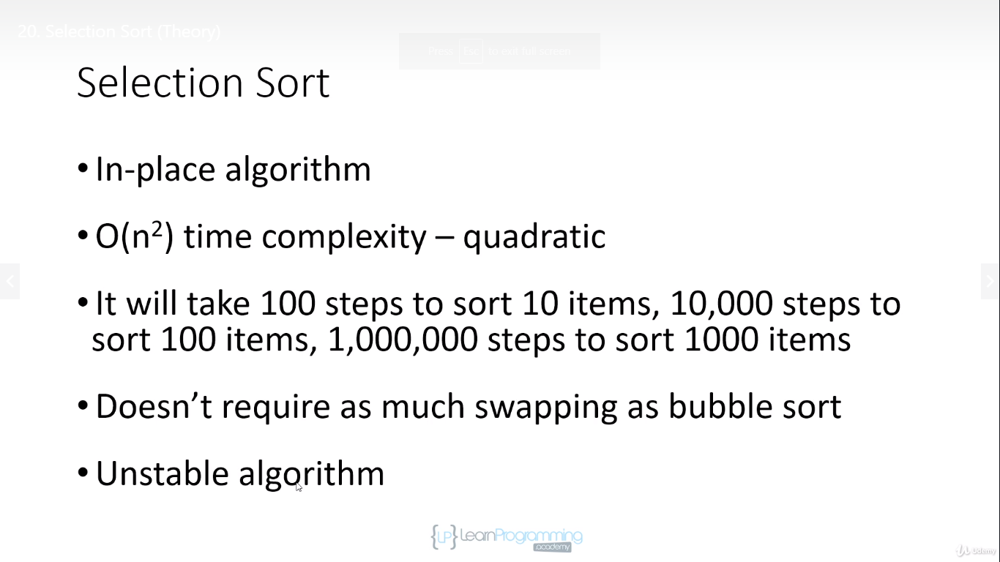 20. Selection Sort (Theory)
Press Esc to exit full screen
Selection Sort
• In-place algorithm
• O(n²) time complexity – quadratic
• It will take 100 steps to sort 10 items, 10,000 steps to
sort 100 items, 1,000,000 steps to sort 1000 items
• Doesn’t require as much swapping as bubble sort
• Unstable algorithm
{LP} LearnProgramming
.academy
Udemy